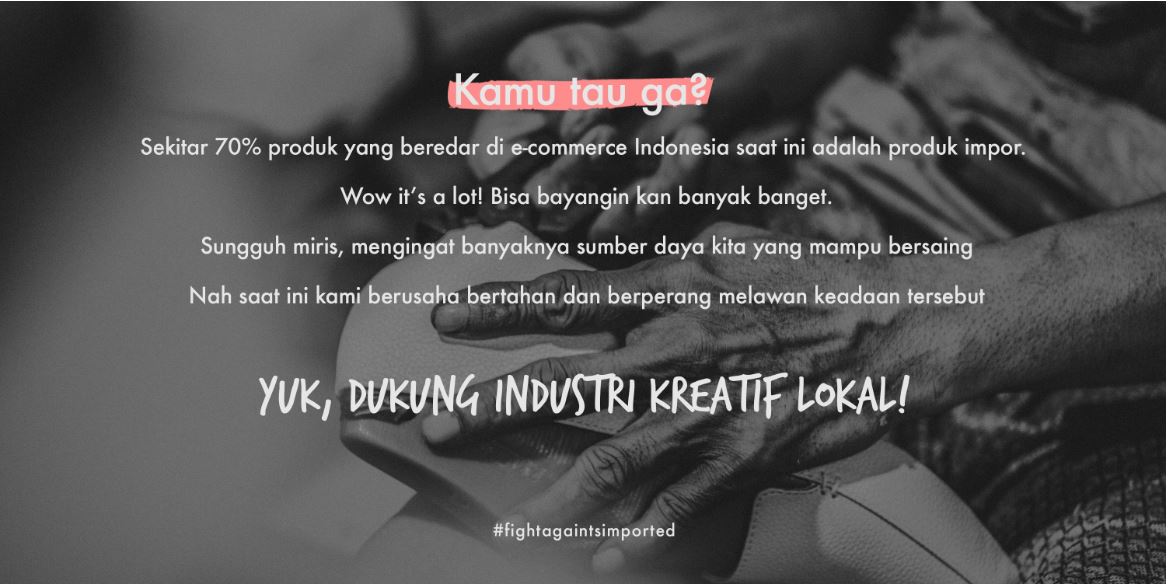 Kamu tau ga?
Sekitar 70% produk yang beredar di e-commerce Indonesia saat ini adalah produk impor.
Wow it's a lot! Bisa bayangin kan banyak banget.
Sungguh miris, mengingat banyaknya sumber daya kita yang mampu bersaing
Nah saat ini kami berusaha bertahan dan berperang melawan keadaan tersebut
YUK, DUKUNG INDUSTRI KREATIF LOKAL!
#fightagaintsimported